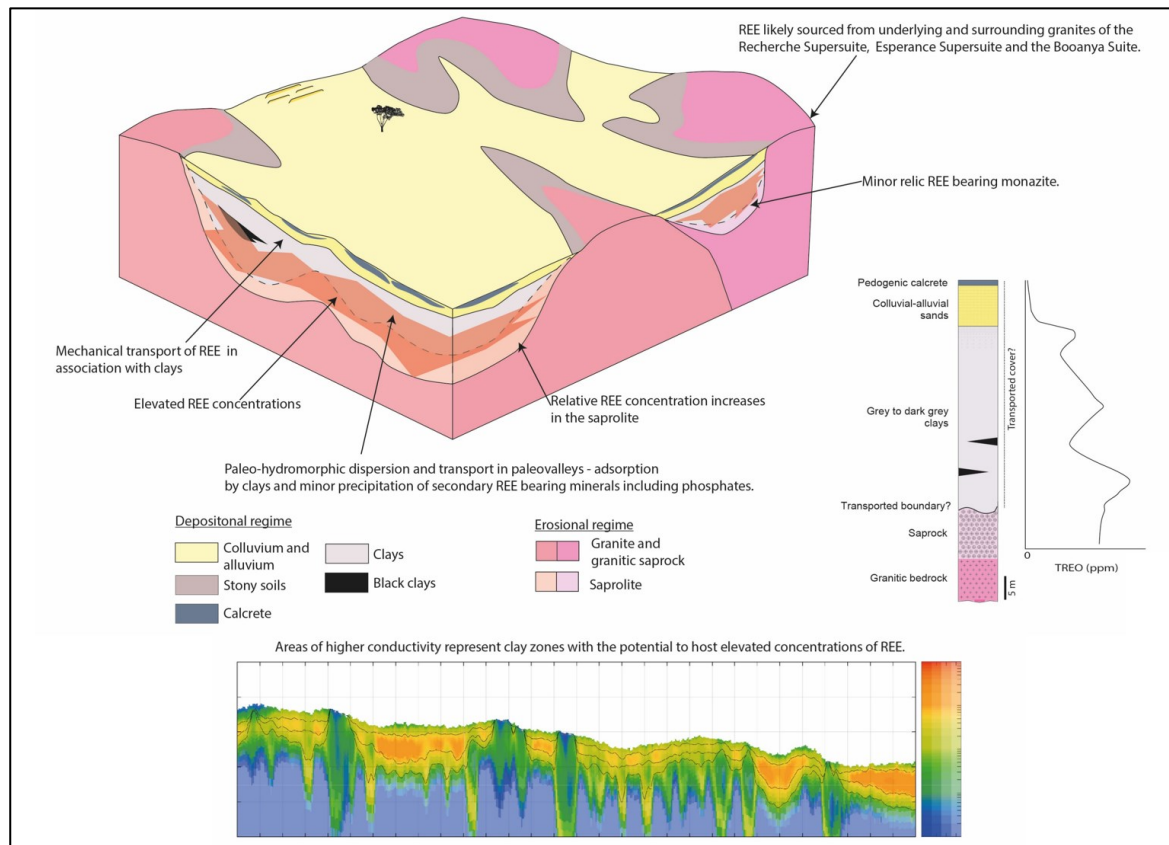 REE likely sourced from underlying and surrounding granites of the
Recherche Supersuite, Esperance Supersuite and the Booanya Suite.
Minor relic REE bearing monazite.
Mechanical transport of REE in
association with clays
Elevated REE concentrations
Relative REE concentration increases
in the saprolite
Paleo-hydromorphic dispersion and transport in paleovalleys - adsorption
by clays and minor precipitation of secondary REE bearing minerals including phosphates.
Pedogenic calcrete
Colluvial-alluvial
sands
Grey to dark grey
clays
Transported boundary?
Saprock
Granitic bedrock
Transported cover?
5 m
0
TREO (ppm)
Depositonal regime
Colluvium and
alluvium
Stony soils
Calcrete
Clays
Black clays
Erosional regime
Granite and
granitic saprock
Saprolite
Areas of higher conductivity represent clay zones with the potential to host elevated concentrations of REE.